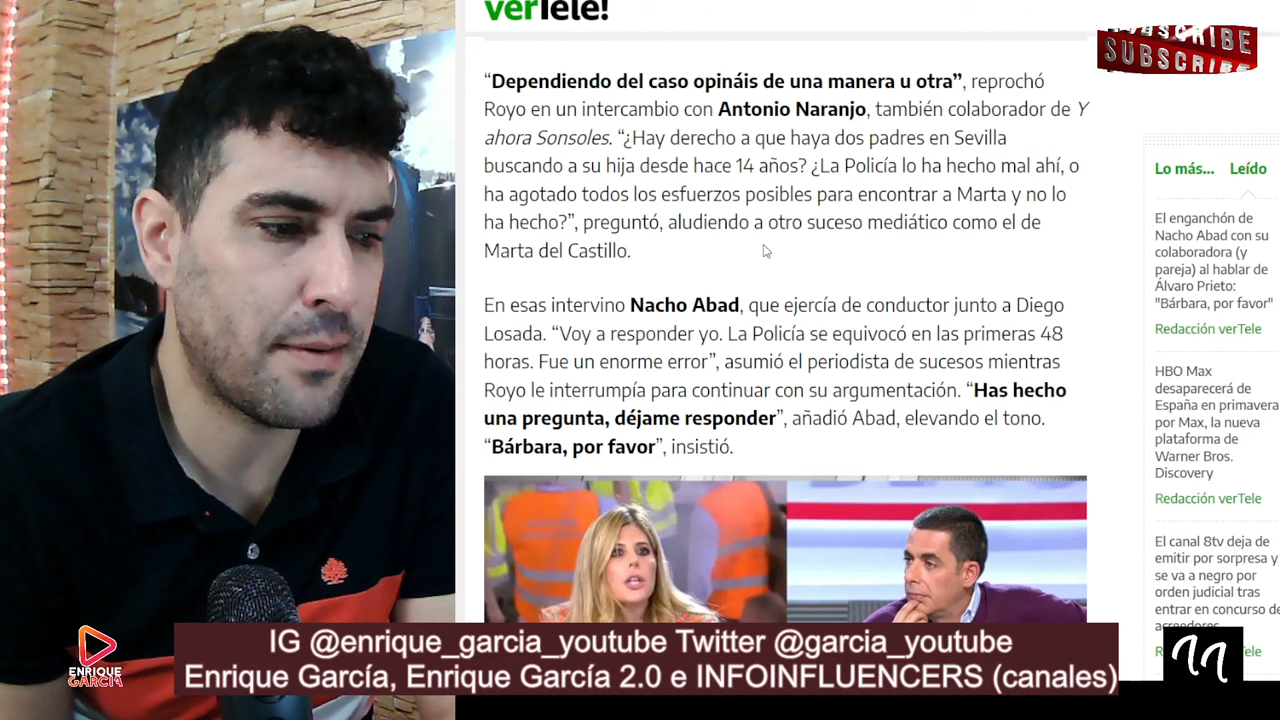 verTele!
SUBSCRIBE
SUBSCRIBE
“Dependiendo del caso opináis de una manera u otra”, reprochó
Royo en un intercambio con Antonio Naranjo, también colaborador de Y
ahora Sonsoles. “¿Hay derecho a que haya dos padres en Sevilla
buscando a su hija desde hace 14 años? ¿La Policía lo ha hecho mal ahí, o
ha agotado todos los esfuerzos posibles para encontrar a Marta y no lo
ha hecho?”, preguntó, aludiendo a otro suceso mediático como el de
Marta del Castillo.
En esas intervino Nacho Abad, que ejercía de conductor junto a Diego
Losada. “Voy a responder yo. La Policía se equivocó en las primeras 48
horas. Fue un enorme error”, asumió el periodista de sucesos mientras
Royo le interrumpía para continuar con su argumentación. “Has hecho
una pregunta, déjame responder”, añadió Abad, elevando el tono.
“Bárbara, por favor”, insistió.
Lo más... Leído
El enganchón de
Nacho Abad con su
colaboradora (y
pareja) al hablar de
Álvaro Prieto:
"Bárbara, por favor"
Redacción verTele
HBO Max
desaparecerá de
España en primavera
por Max, la nueva
plataforma de
Warner Bros.
Discovery
Redacción verTele
El canal 8tv deja de
emitir por sorpresa y
se va a negro por
orden judicial tras
entrar en concurso de
acreedores
ENRIQUE
GARCÍA
IG @enrique_garcia_youtube Twitter @garcia_youtube
Enrique García, Enrique García 2.0 e INFOINFLUENCERS (canales)